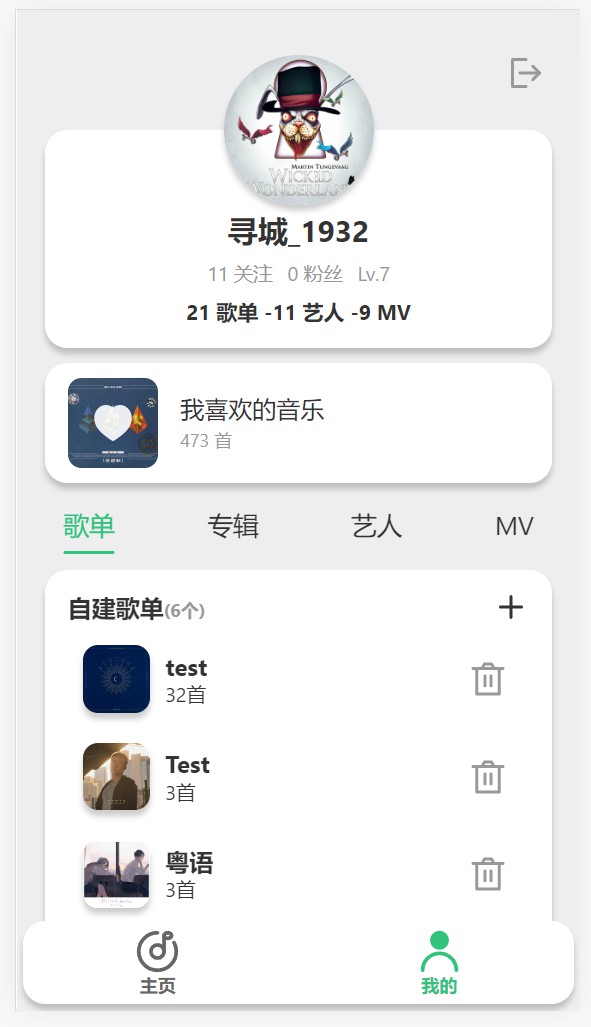 MARTIN TUNGEVAAG
WICKED
WONDERLAND
寻城_1932
11 关注 0 粉丝 Lv.7
21 歌单 -11 艺人 -9 MV
我喜欢的音乐
473 首
歌单 专辑 艺人 MV
自建歌单(6个)
test
32首
Test
3首
粤语
3首
主页 我的